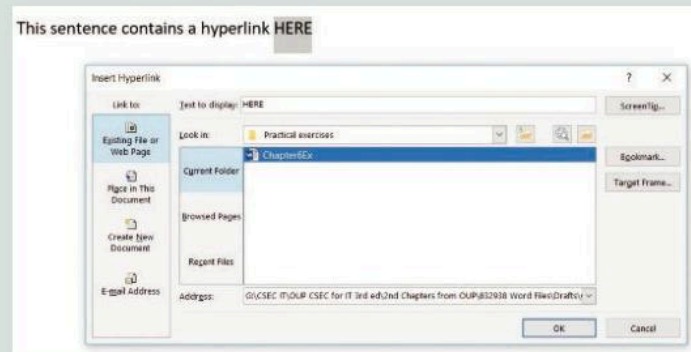 This sentence contains a hyperlink HERE
Insert Hyperlink ? ×
Link to: Text to display: HERE ScreenTip...
Existing File or Web Page Look in: Practical exercises
Current Folder Chapter6Ex Bookmark...
Place in This Document Target Frame...
Browsed Pages
Create New Document
Recent Files
E-mail Address Address: G:\CSEC IT\OUP CSEC for IT 3rd ed\2nd Chapters from OUP\832938 Word Files\Drafts\
OK Cancel